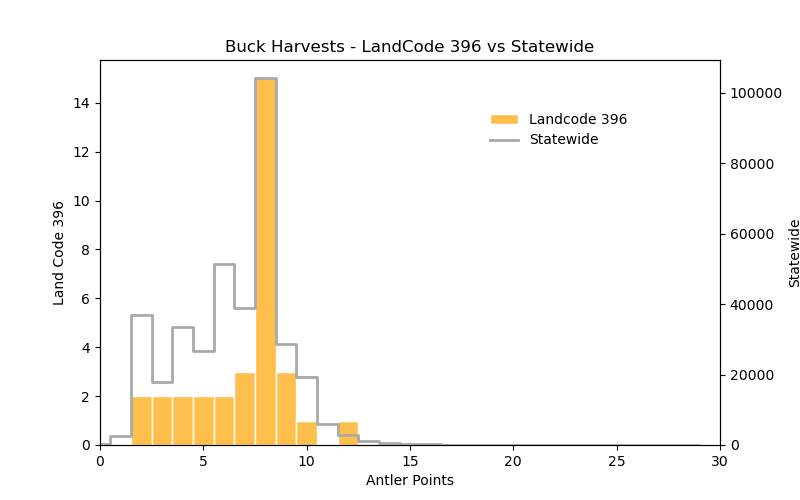 Buck Harvests - LandCode 396 vs Statewide
Landcode 396
Statewide
Land Code 396
14
12
10
8
6
4
2
0
100000
80000
60000
40000
20000
0
Statewide
0 5 10 15 20 25 30
Antler Points